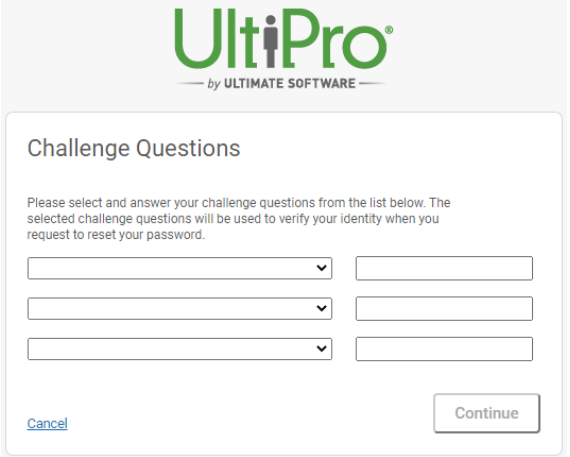 UltiPro®
by ULTIMATE SOFTWARE
Challenge Questions
Please select and answer your challenge questions from the list below. The
selected challenge questions will be used to verify your identity when you
request to reset your password.
Cancel
Continue